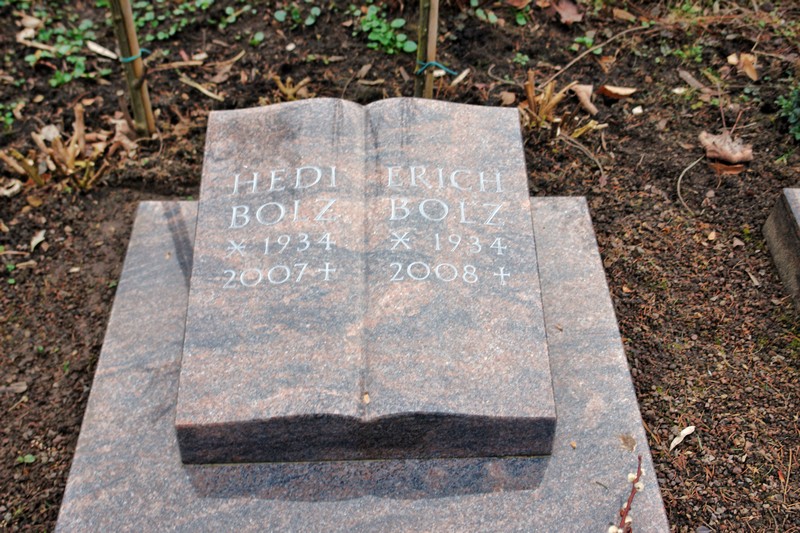 HEDI
BOLZ
* 1934
2007 †
ERICH
BOLZ
* 1934
2008 †